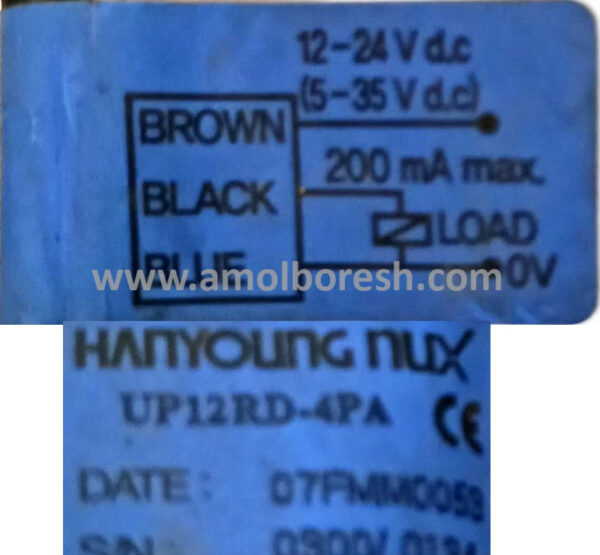 12-24 V d.c
(5-35 V d.c)
BROWN
200 mA max.
BLACK
LOAD
BLUE
0V
www.amolboresh.com
HANYOUNG NUX
UP12RD-4PA CE
DATE: 07FMM0059
S/N: